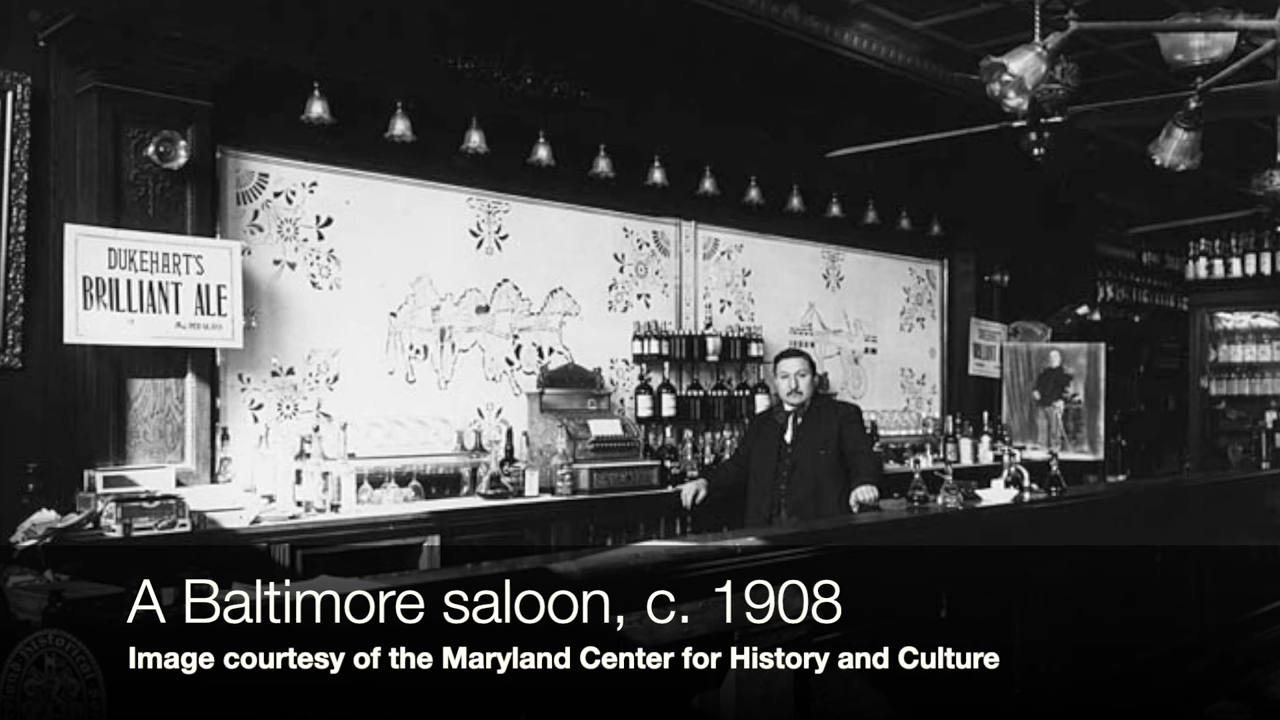 DUKEHART'S
BRILLIANT ALE
A Baltimore saloon, c. 1908
Image courtesy of the Maryland Center for History and Culture